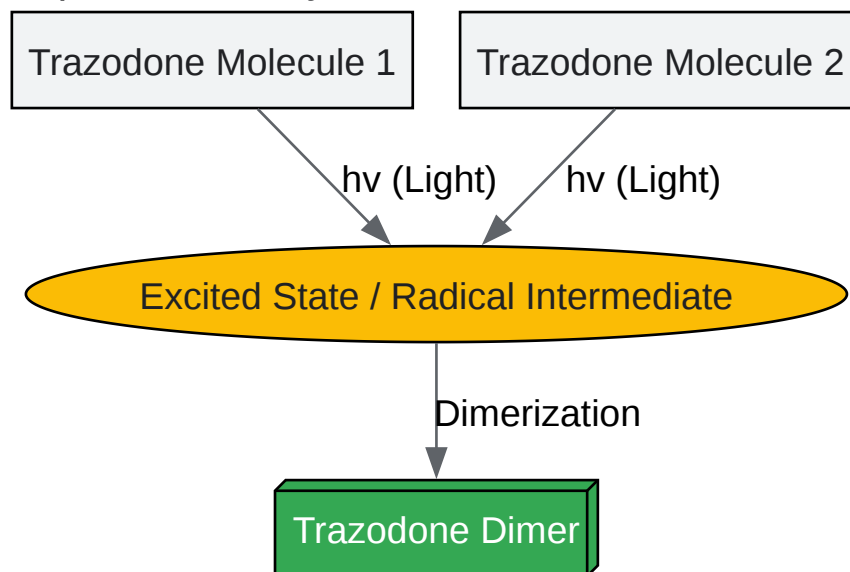 Trazodone Molecule 1
Trazodone Molecule 2
hv (Light)
hv (Light)
Excited State / Radical Intermediate
Dimerization
Trazodone Dimer